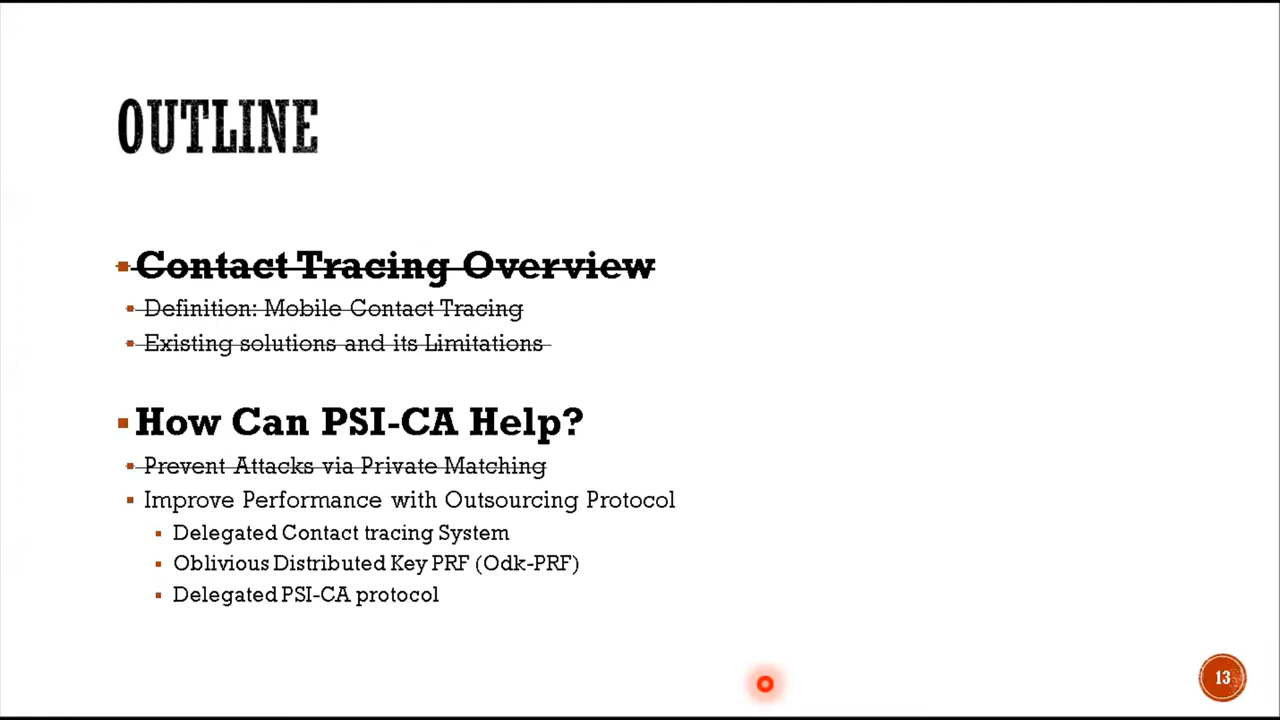 OUTLINE
Contact Tracing Overview
Definition: Mobile Contact Tracing
Existing solutions and its Limitations
How Can PSI-CA Help?
Prevent Attacks via Private Matching
Improve Performance with Outsourcing Protocol
Delegated Contact tracing System
Oblivious Distributed Key PRF (Odk-PRF)
Delegated PSI-CA protocol
13